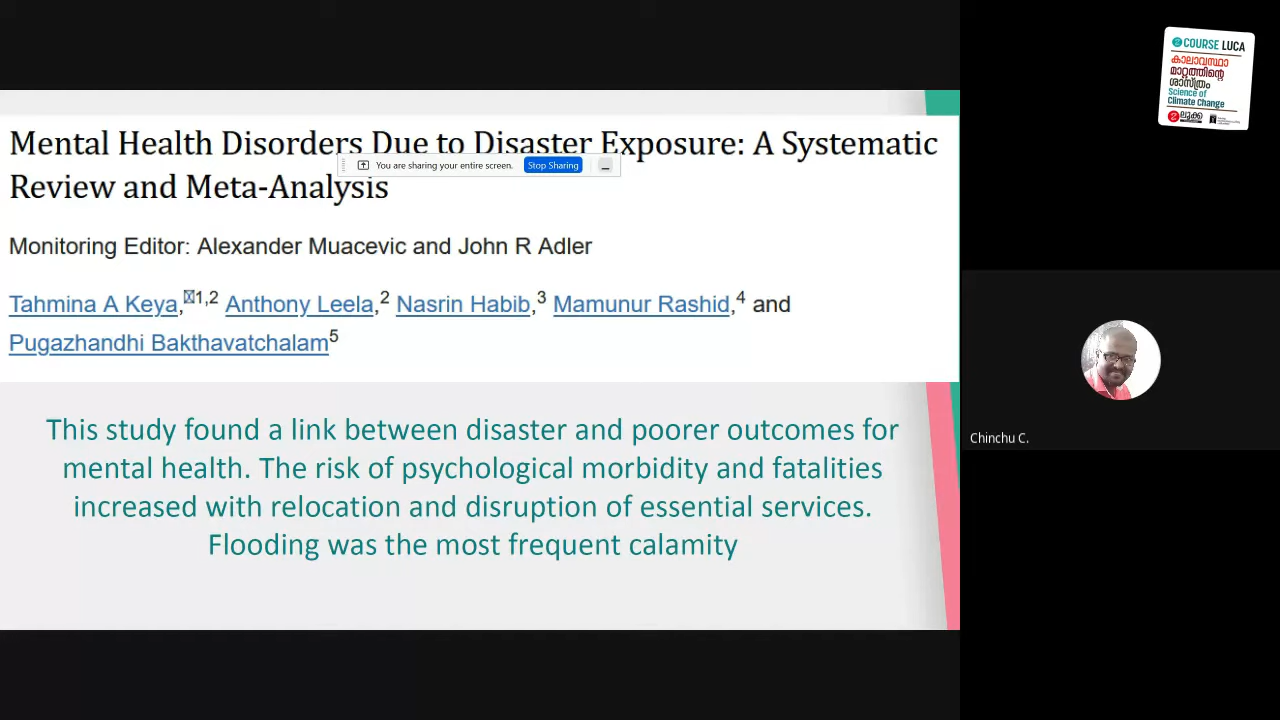 Mental Health Disorders Due to Disaster Exposure: A Systematic
Review and Meta-Analysis
You are sharing your entire screen.
Stop Sharing
Monitoring Editor: Alexander Muacevic and John R Adler
Tahmina A Keya,1,2 Anthony Leela,2 Nasrin Habib,3 Mamunur Rashid,4 and
Pugazhandhi Bakthavatchalam5
This study found a link between disaster and poorer outcomes for
mental health. The risk of psychological morbidity and fatalities
increased with relocation and disruption of essential services.
Flooding was the most frequent calamity
COURSE LUCA
കാലാവസ്ഥാ
മാറ്റത്തിന്റെ
ശാസ്ത്രം
Science of
Climate Change
ലൂക്ക
Chinchu C.